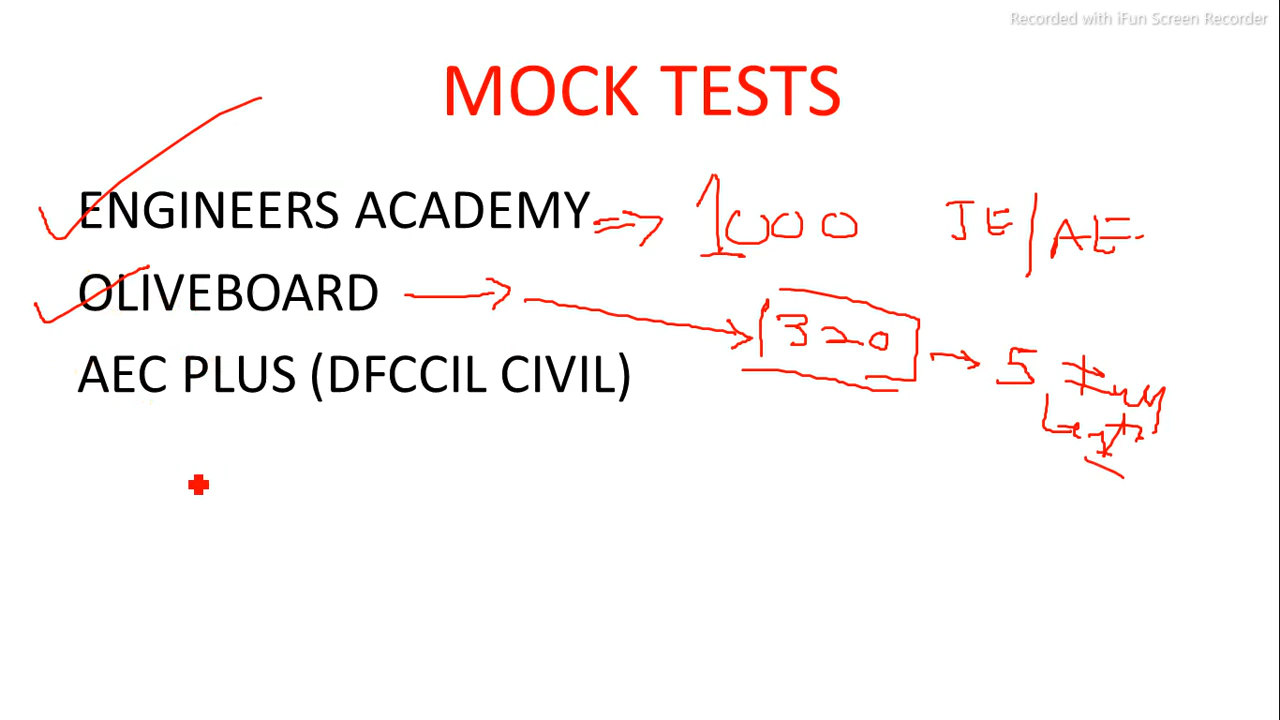 Recorded with iFun Screen Recorder
MOCK TESTS
ENGINEERS ACADEMY => 1000 JE/AE.
OLIVEBOARD → → 320 → 5
AEC PLUS (DFCCIL CIVIL)